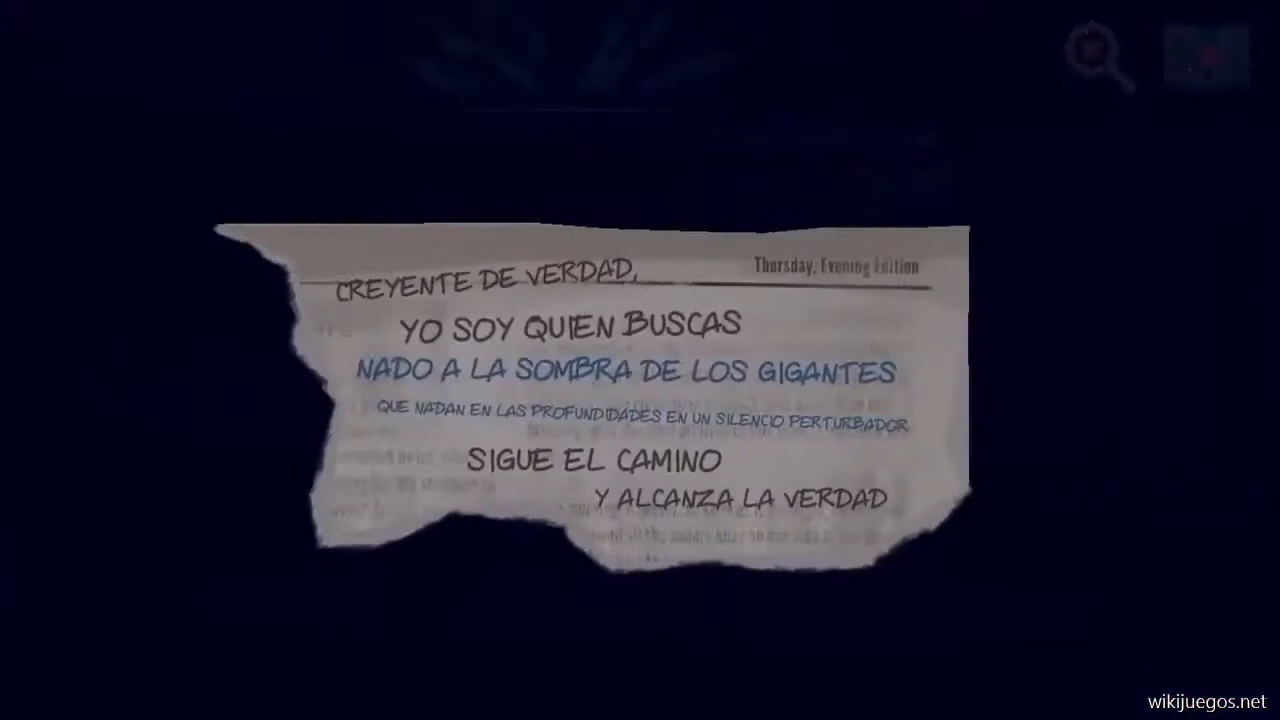 Thursday, Evening Edition
CREYENTE DE VERDAD,
YO SOY QUIEN BUSCAS
NADO A LA SOMBRA DE LOS GIGANTES
QUE NADAN EN LAS PROFUNDIDADES EN UN SILENCIO PERTURBADOR
SIGUE EL CAMINO
Y ALCANZA LA VERDAD
wikijuegos.net